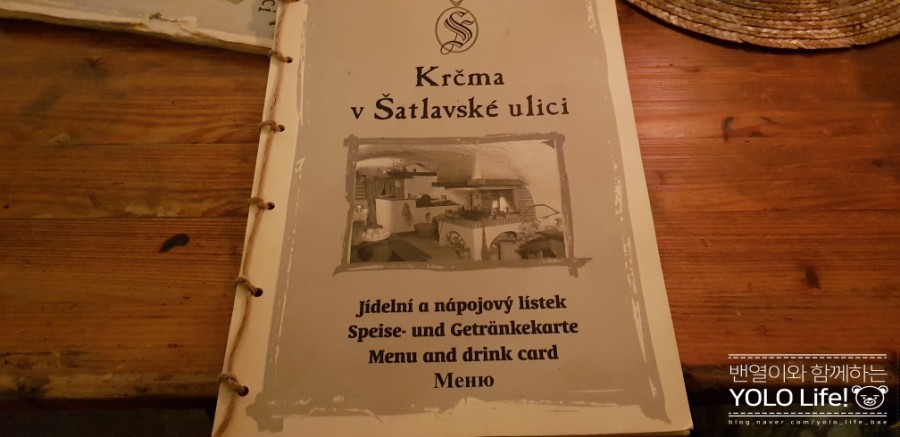 S
Krčma
v Šatlavské ulici
Jídelní a nápojový lístek
Speise- und Getränkekarte
Menu and drink card
Меню
밴열이와 함께하는
YOLO Life!
blog.naver.com/yolo_life_bae